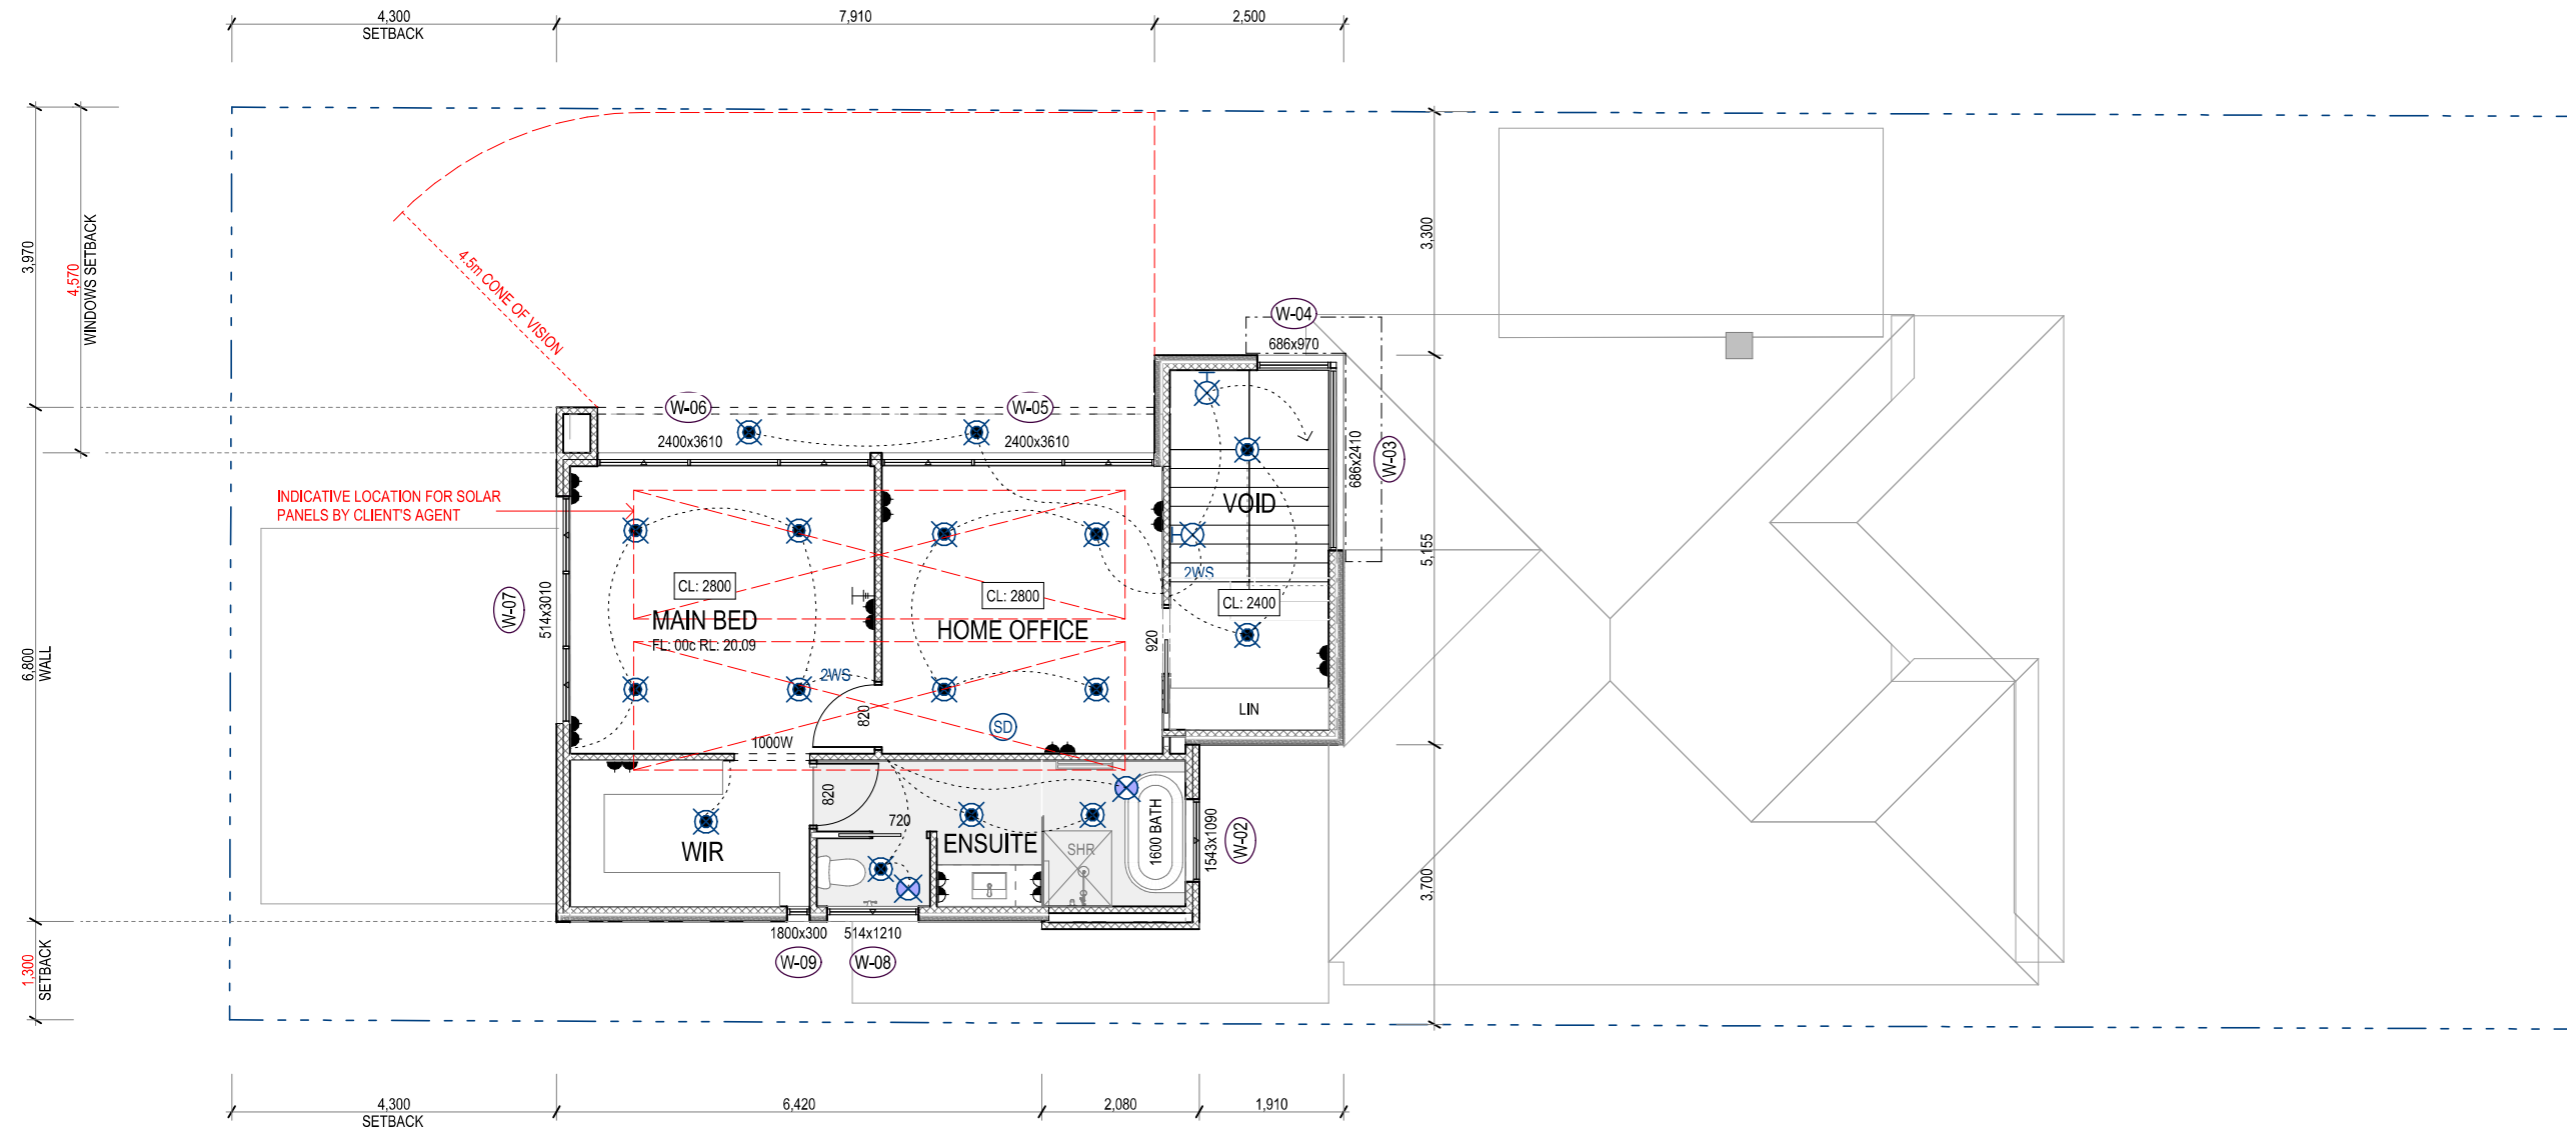 4,300
SETBACK
7,910
2,500
3,970
4,570
WINDOWS SETBACK
3,300
4.5m CONE OF VISION
W-04
686x970
W-06
W-05
2400x3610
2400x3610
W-03
686x2410
INDICATIVE LOCATION FOR SOLAR
PANELS BY CLIENT'S AGENT
VOID
5,155
2WS
CL: 2800
CL: 2800
CL: 2400
W-07
514x3010
MAIN BED
FL: 00c RL: 20.09
HOME OFFICE
920
6,800
WALL
2WS
820
SD
LIN
1000W
820
720
WIR
ENSUITE
SHR
1600 BATH
1543x1090
W-02
3,700
1800x300
514x1210
W-09
W-08
1,300
SETBACK
4,300
SETBACK
6,420
2,080
1,910